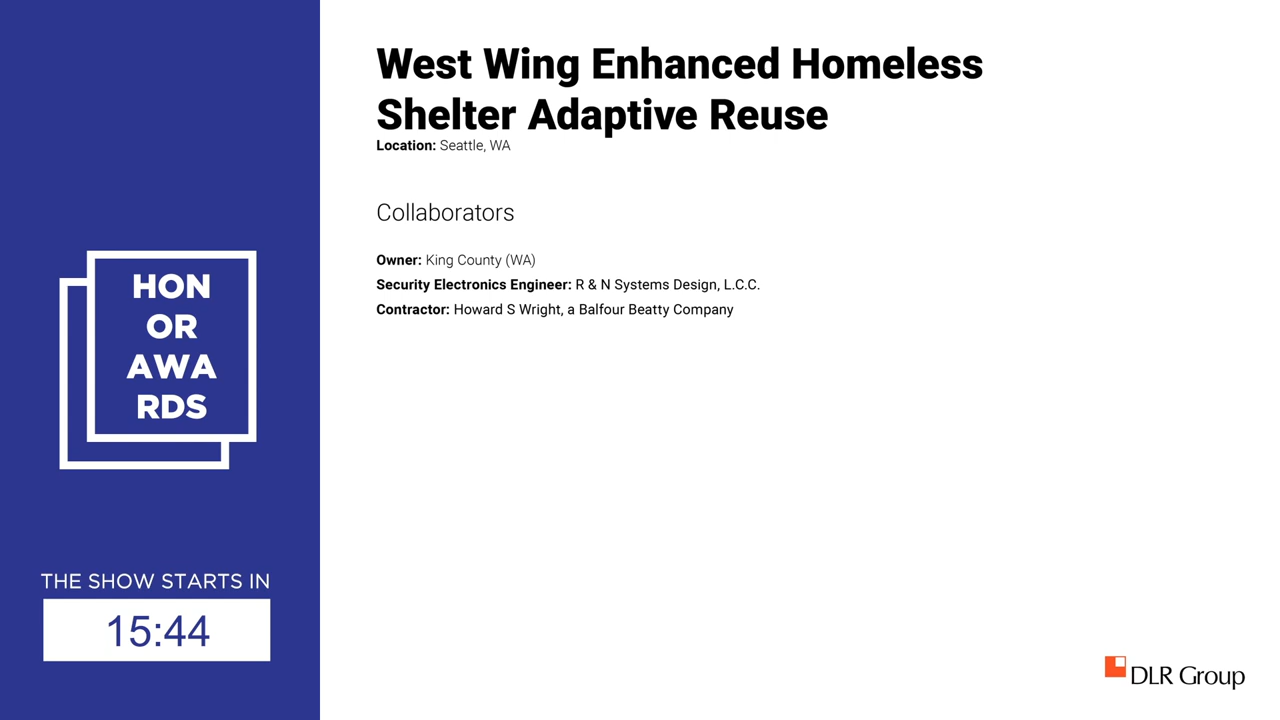 West Wing Enhanced Homeless
Shelter Adaptive Reuse
Location: Seattle, WA
Collaborators
Owner: King County (WA)
Security Electronics Engineer: R & N Systems Design, L.C.C.
Contractor: Howard S Wright, a Balfour Beatty Company
HON
OR
AWA
RDS
THE SHOW STARTS IN
15:44
DLR Group